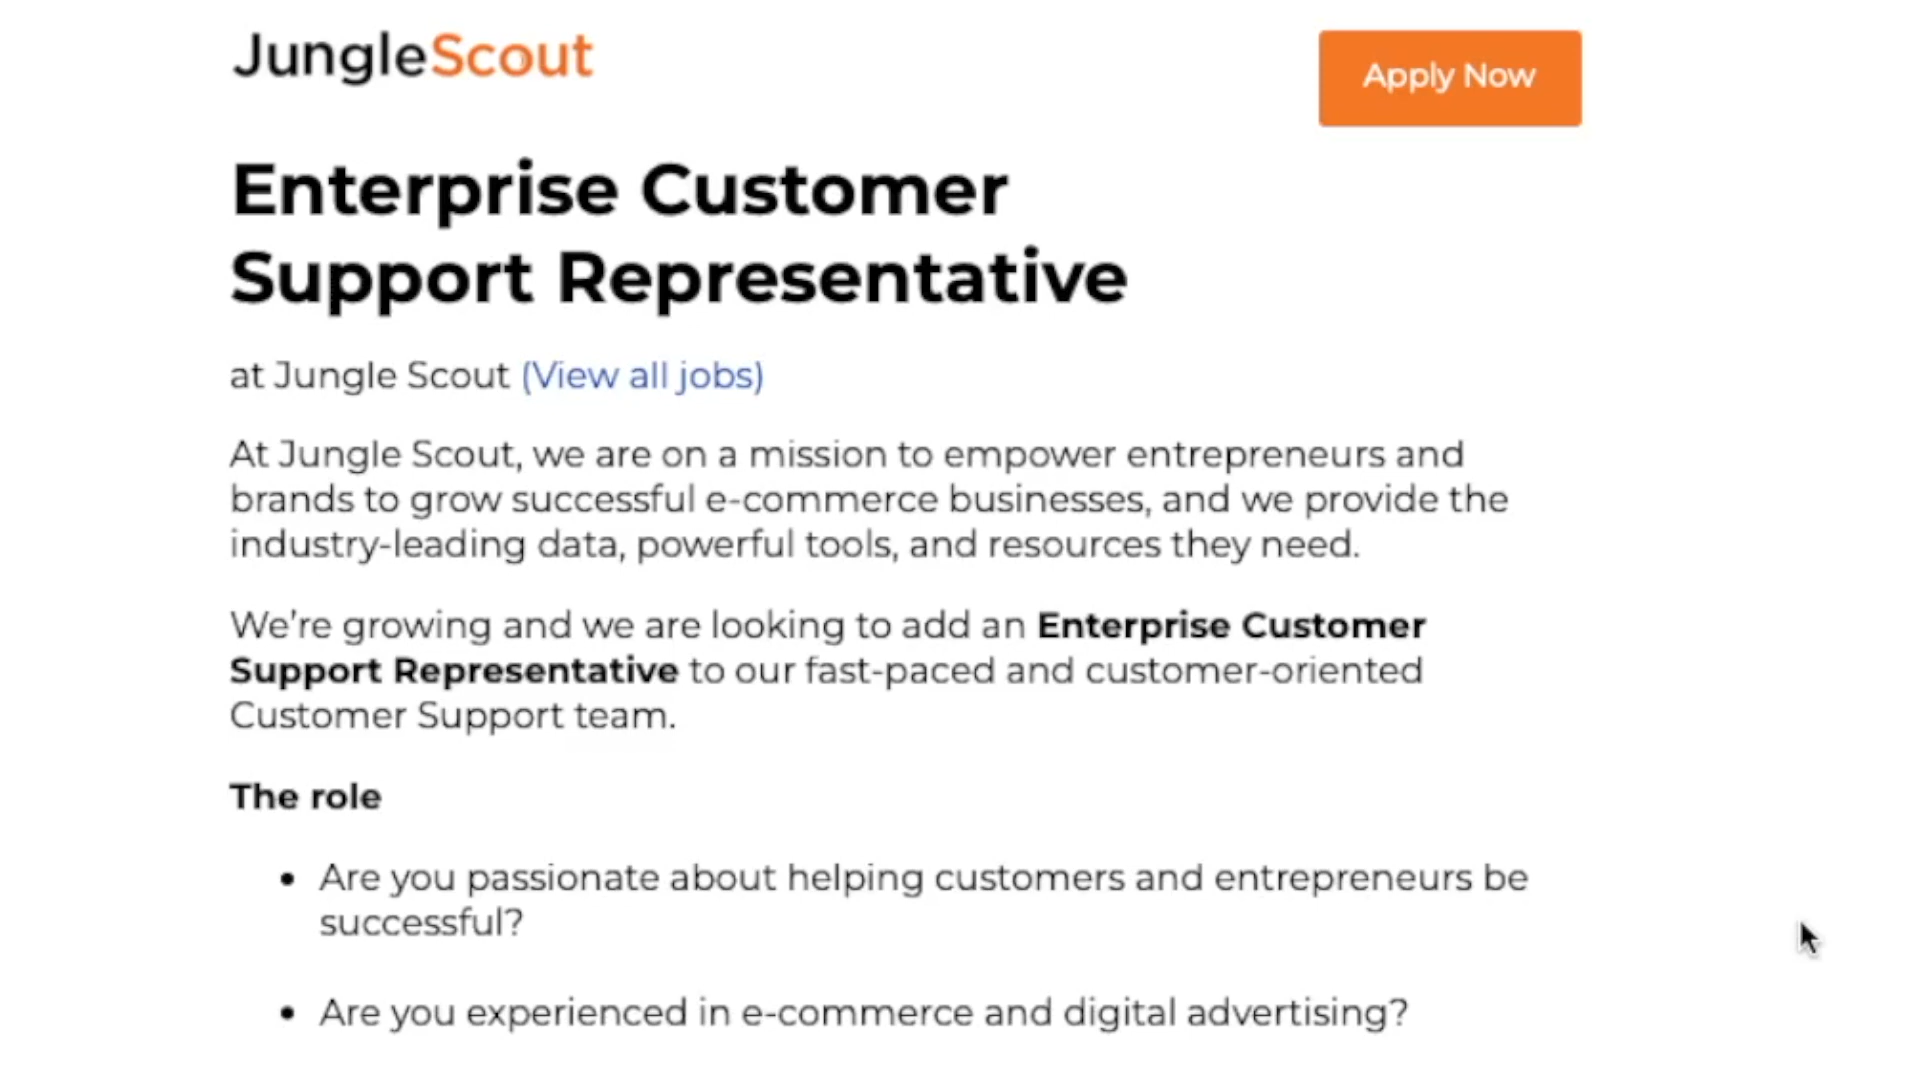 JungleScout
Apply Now
Enterprise Customer
Support Representative
at Jungle Scout (View all jobs)
At Jungle Scout, we are on a mission to empower entrepreneurs and
brands to grow successful e-commerce businesses, and we provide the
industry-leading data, powerful tools, and resources they need.
We’re growing and we are looking to add an Enterprise Customer
Support Representative to our fast-paced and customer-oriented
Customer Support team.
The role
• Are you passionate about helping customers and entrepreneurs be
successful?
• Are you experienced in e-commerce and digital advertising?